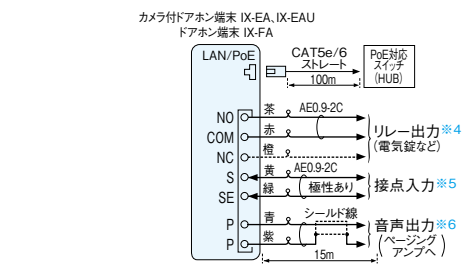 カメラ付ドアホン端末 IX-EA、IX-EAU
ドアホン端末 IX-FA
LAN/PoE
CAT5e/6
ストレート
100m
PoE対応
スイッチ
(HUB)
NO
茶
AE0.9-2C
COM
赤
リレー出力※4
(電気錠など)
NC
橙
S
黄
AE0.9-2C
SE
緑
極性あり
接点入力※5
P
青
シールド線
音声出力※6
P
紫
(ページング
アンプへ)
15m